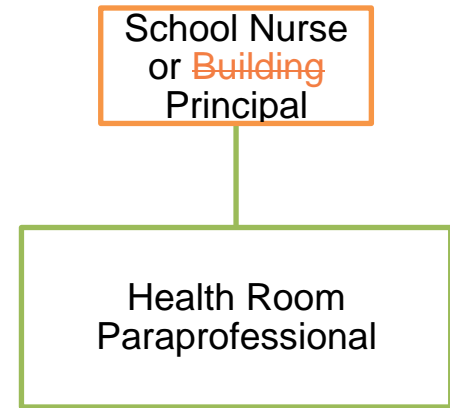 School Nurse
or Building
Principal
Health Room
Paraprofessional